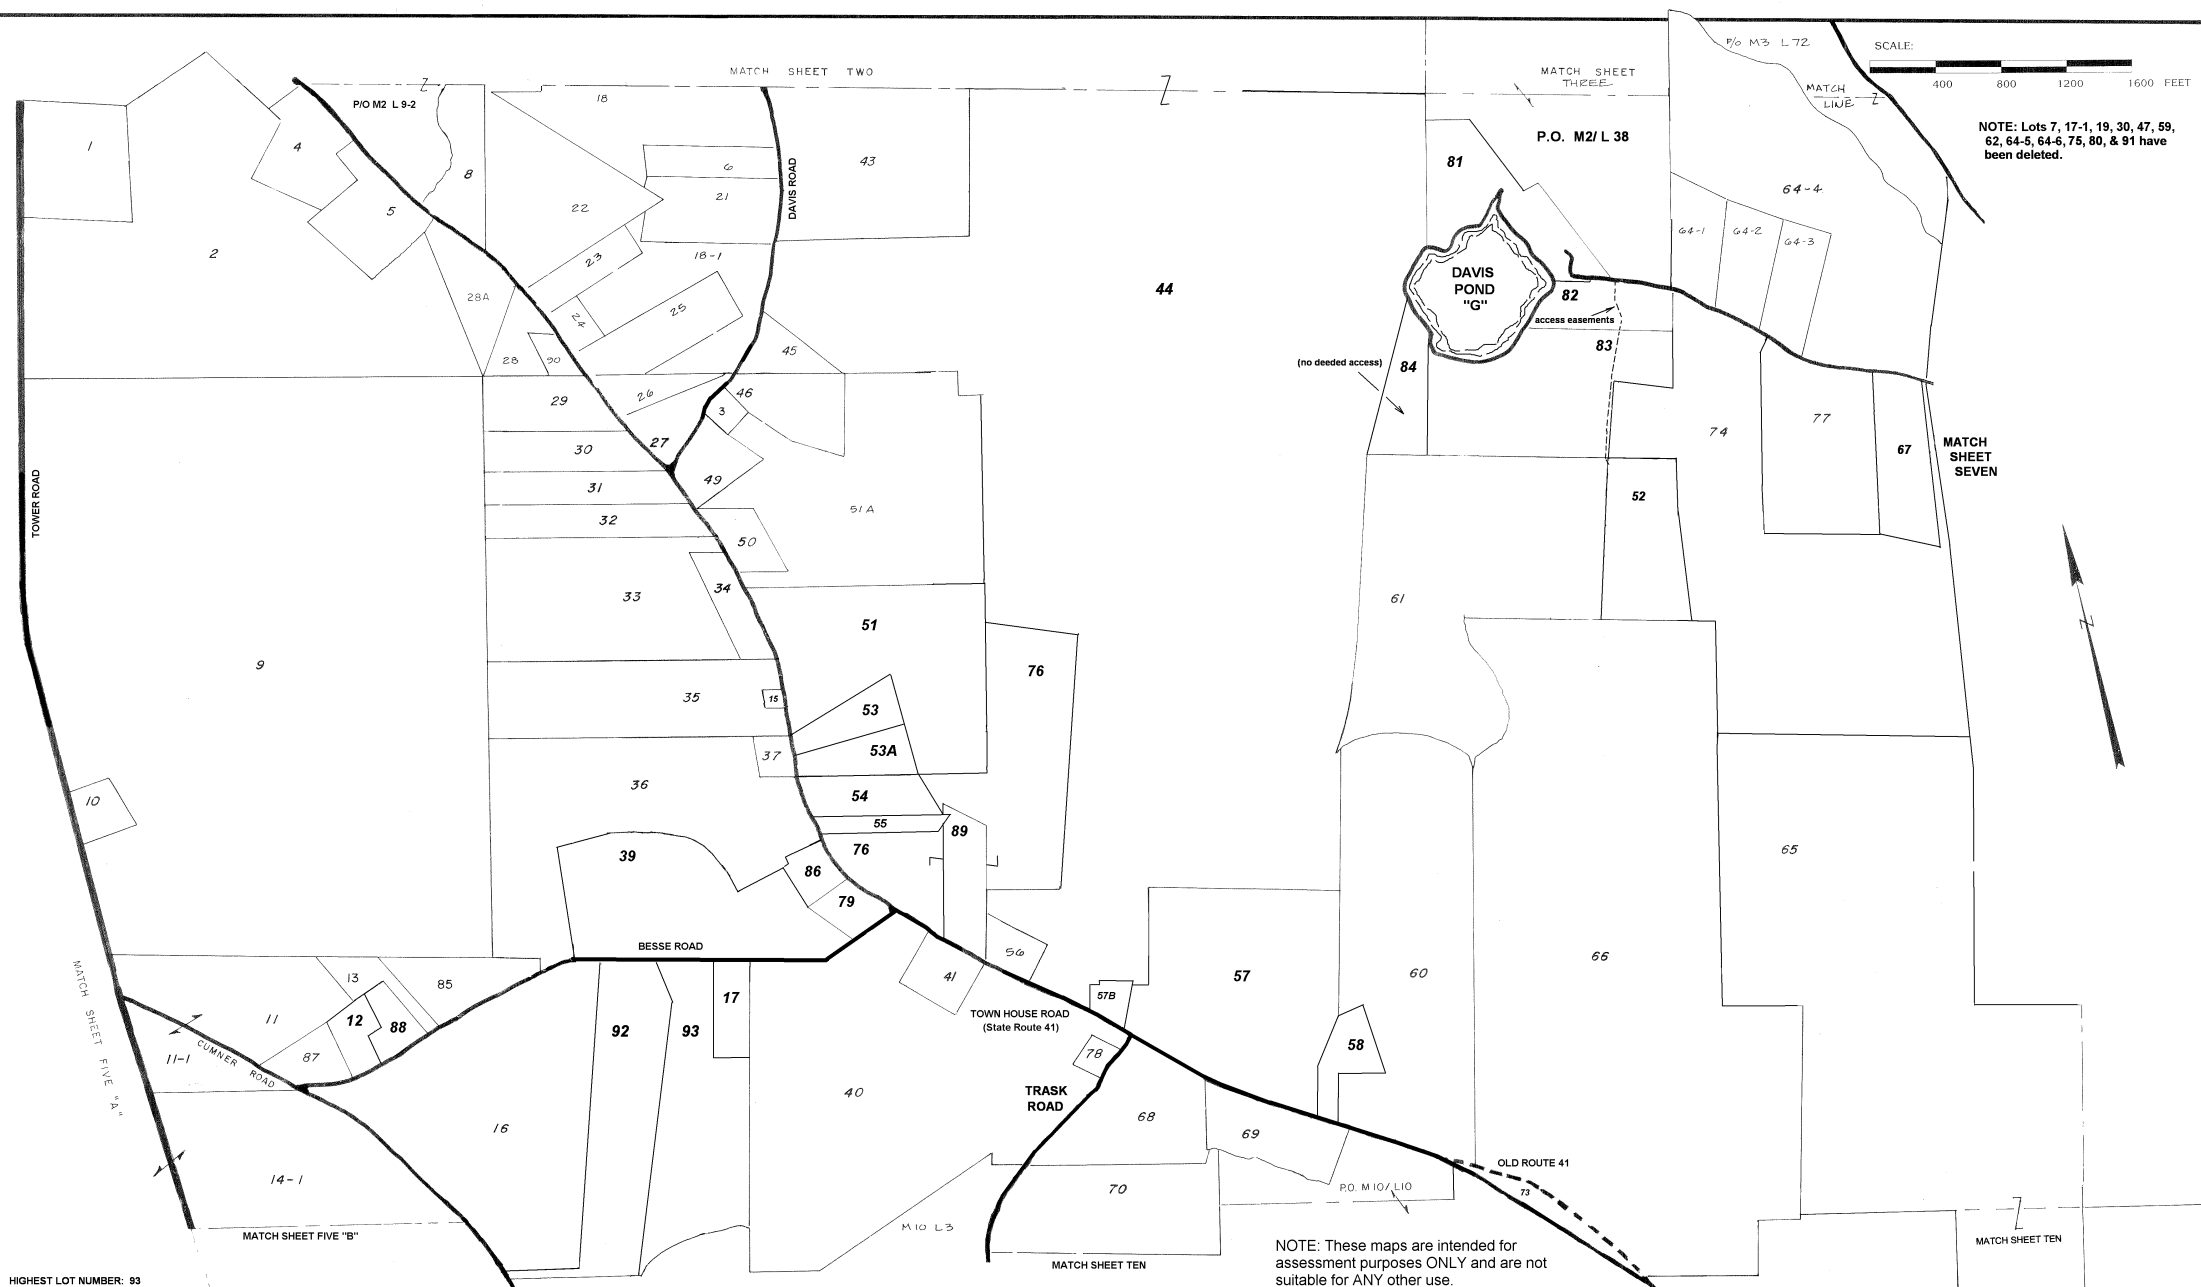 MATCH SHEET TWO
MATCH SHEET
THREE
P/O M3 L 72
SCALE:
400 800 1200 1600 FEET
MATCH
LINE
NOTE: Lots 7, 17-1, 19, 30, 47, 59,
62, 64-5, 64-6, 75, 80, & 91 have
been deleted.
P/O M2 L 9-2
P.O. M2/ L 38
1
4
5
8
18
6
21
22
23
24
25
18-1
DAVIS ROAD
43
2
28A
28
90
26
45
46
3
44
81
DAVIS
POND
"G"
82
access easements
83
(no deeded access)
84
64-4
64-1
64-2
64-3
74
77
67
MATCH
SHEET
SEVEN
TOWER ROAD
29
27
30
31
32
49
50
51A
33
34
51
76
61
52
9
35
15
53
53A
37
36
54
55
89
76
10
39
86
79
65
BESSE ROAD
56
41
57
60
66
MATCH SHEET FIVE "A"
13
85
11
12
88
87
11-1
CUMNER
ROAD
17
92
93
57B
TOWN HOUSE ROAD
(State Route 41)
58
78
TRASK
ROAD
40
68
69
16
14-1
70
M10 L3
P.O. M10/ L10
OLD ROUTE 41
73
MATCH SHEET FIVE "B"
MATCH SHEET TEN
MATCH SHEET TEN
NOTE: These maps are intended for
assessment purposes ONLY and are not
suitable for ANY other use.
HIGHEST LOT NUMBER: 93